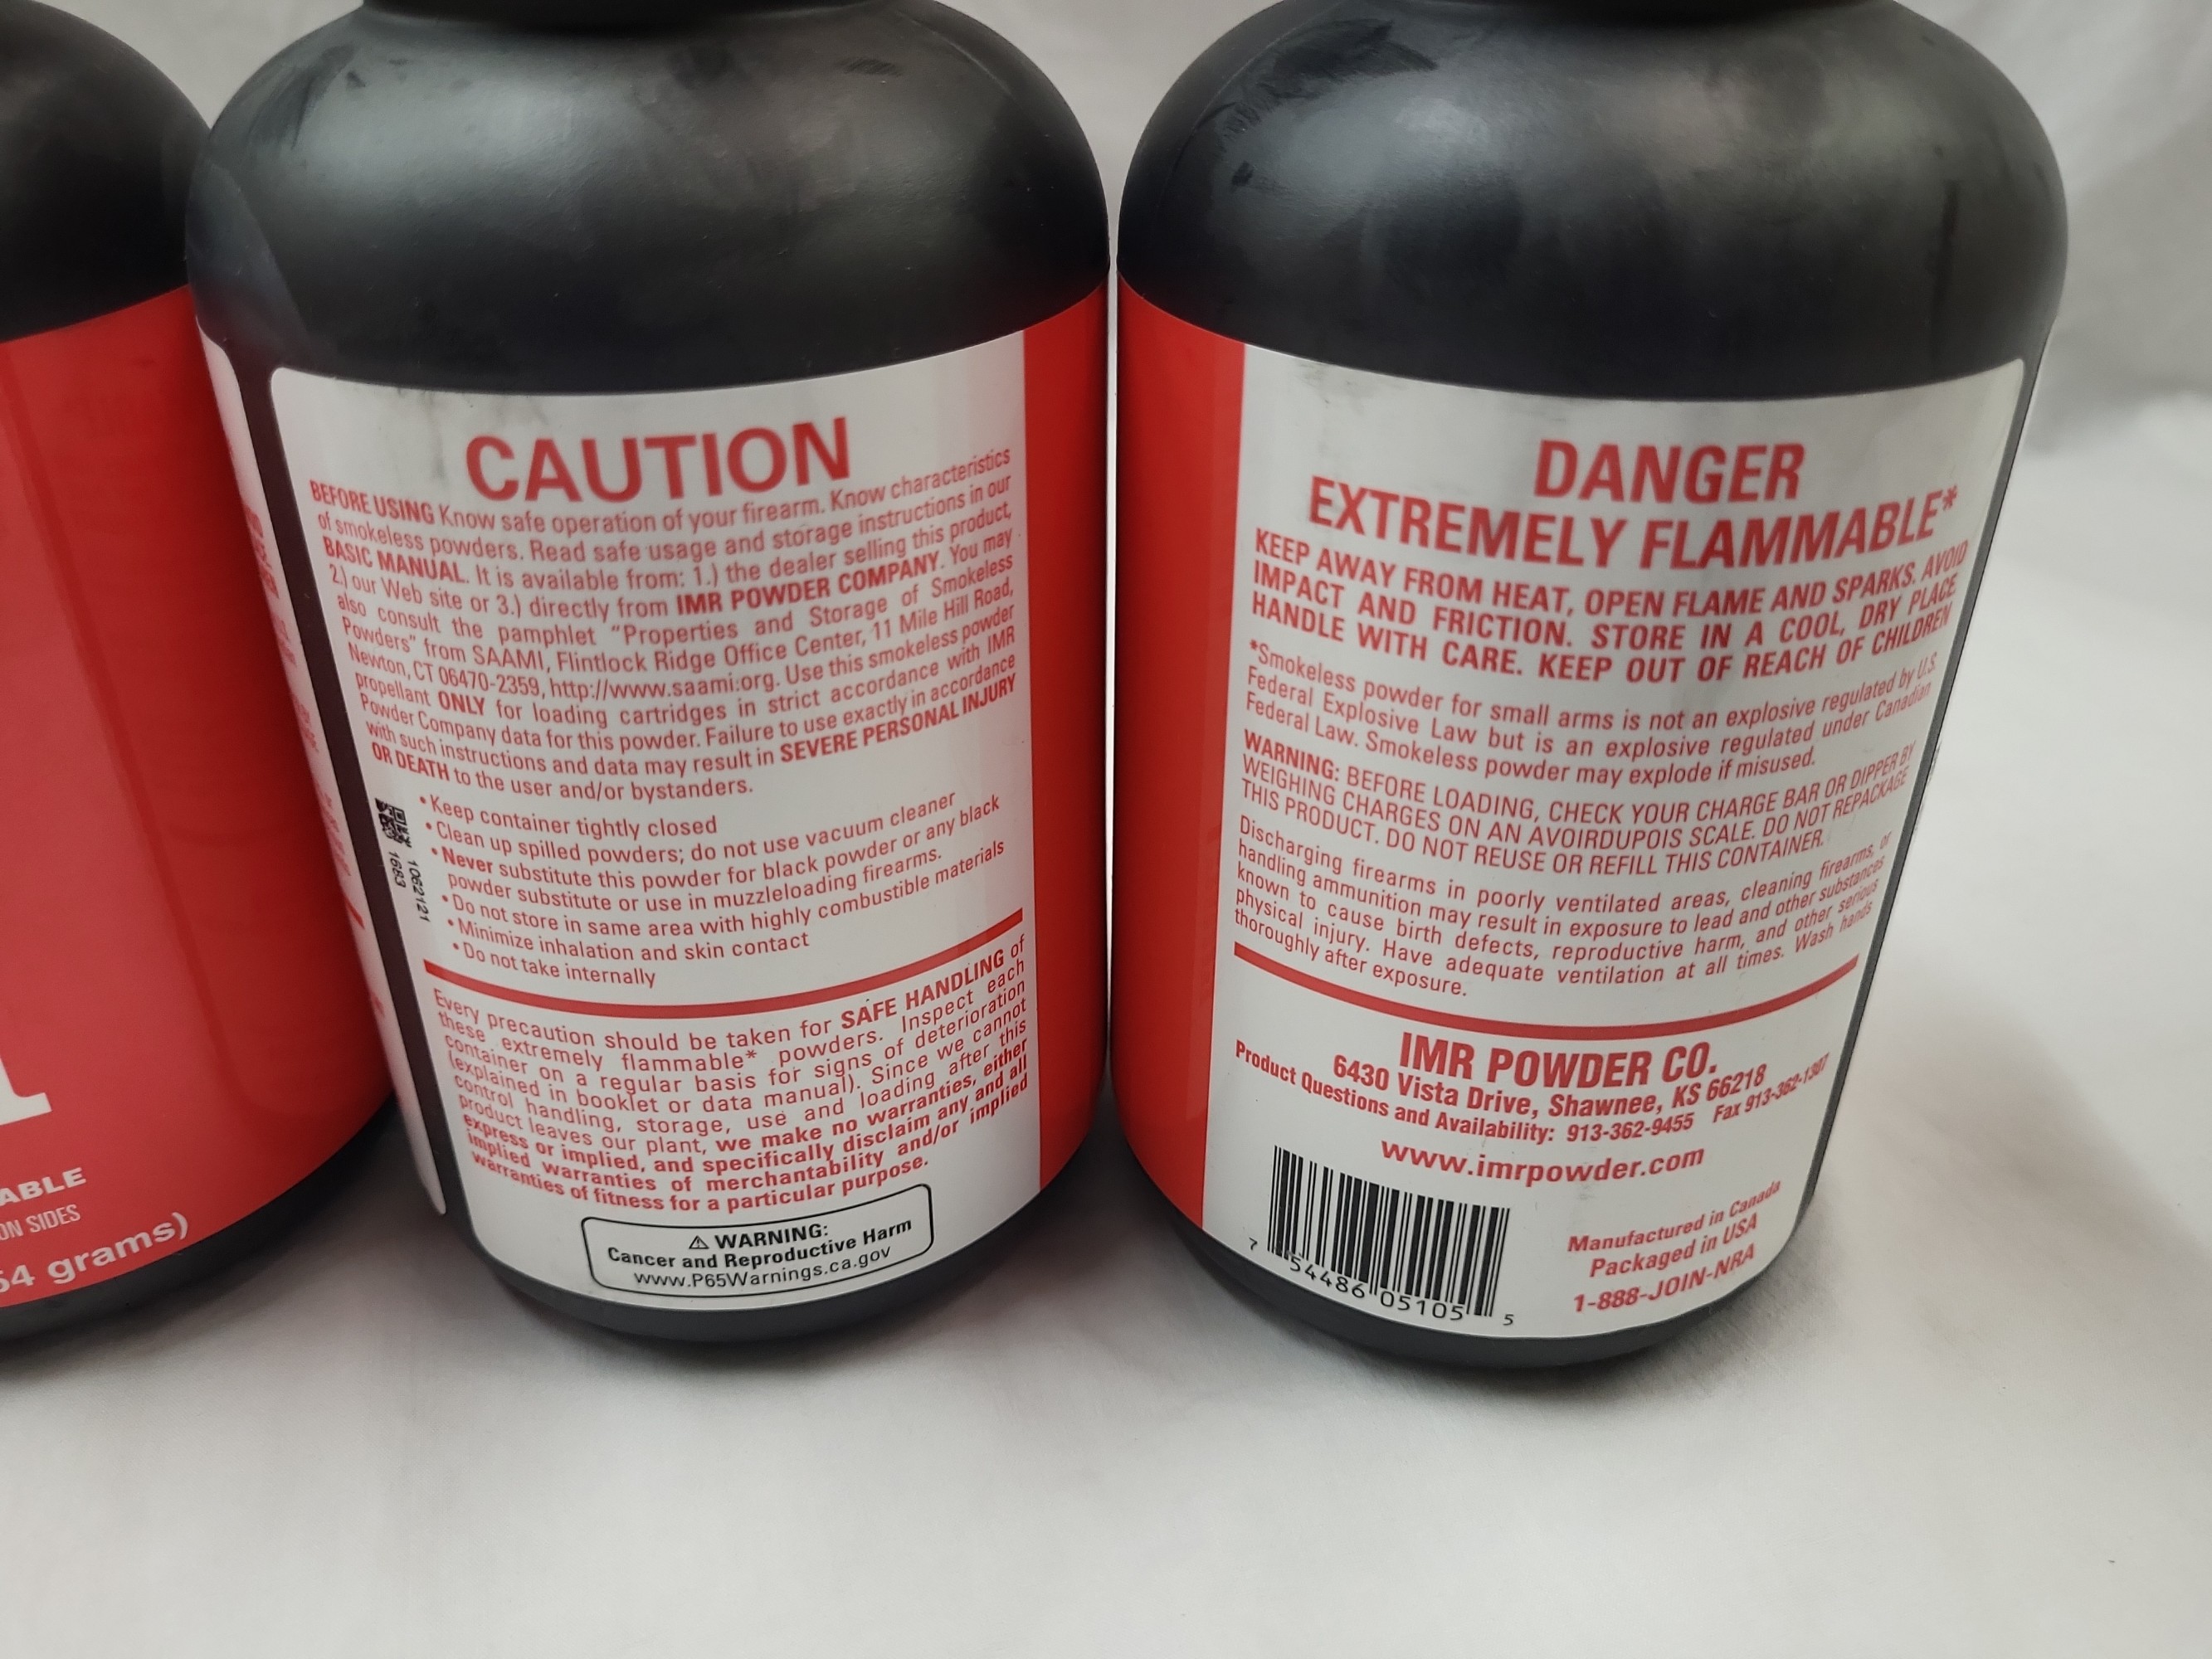 ABLE
ON SIDES
54 grams)
CAUTION
BEFORE USING Know safe operation of your firearm. Know characteristics
of smokeless powders. Read safe usage and storage instructions in our
BASIC MANUAL. It is available from: 1.) the dealer selling this product,
2.) our Web site or 3.) directly from IMR POWDER COMPANY. You may
also consult the pamphlet "Properties and Storage of Smokeless
Powders" from SAAMI, Flintlock Ridge Office Center, 11 Mile Hill Road,
Newton, CT 06470-2359, http://www.saami.org. Use this smokeless powder
propellant ONLY for loading cartridges in strict accordance with IMR
Powder Company data for this powder. Failure to use exactly in accordance
with such instructions and data may result in SEVERE PERSONAL INJURY
OR DEATH to the user and/or bystanders.
• Keep container tightly closed
• Clean up spilled powders; do not use vacuum cleaner
• Never substitute this powder for black powder or any black
powder substitute or use in muzzleloading firearms.
• Do not store in same area with highly combustible materials
• Minimize inhalation and skin contact
• Do not take internally
1062121
1683
Every precaution should be taken for SAFE HANDLING of
these extremely flammable* powders. Inspect each
container on a regular basis for signs of deterioration
(explained in booklet or data manual). Since we cannot
control handling, storage, use and loading after this
product leaves our plant, we make no warranties, either
express or implied, and specifically disclaim any and all
implied warranties of merchantability and/or implied
warranties of fitness for a particular purpose.
⚠ WARNING:
Cancer and Reproductive Harm
www.P65Warnings.ca.gov
DANGER
EXTREMELY FLAMMABLE*
KEEP AWAY FROM HEAT, OPEN FLAME AND SPARKS. AVOID
IMPACT AND FRICTION. STORE IN A COOL, DRY PLACE
HANDLE WITH CARE. KEEP OUT OF REACH OF CHILDREN
*Smokeless powder for small arms is not an explosive regulated by U.S.
Federal Explosive Law but is an explosive regulated under Canadian
Federal Law. Smokeless powder may explode if misused.
WARNING: BEFORE LOADING, CHECK YOUR CHARGE BAR OR DIPPER BY
WEIGHING CHARGES ON AN AVOIRDUPOIS SCALE. DO NOT REPACKAGE
THIS PRODUCT. DO NOT REUSE OR REFILL THIS CONTAINER.
Discharging firearms in poorly ventilated areas, cleaning firearms, or
handling ammunition may result in exposure to lead and other substances
known to cause birth defects, reproductive harm, and other serious
physical injury. Have adequate ventilation at all times. Wash hands
thoroughly after exposure.
IMR POWDER CO.
6430 Vista Drive, Shawnee, KS 66218
Product Questions and Availability: 913-362-9455 Fax 913-362-1307
www.imrpowder.com
7 54486 05105 5
Manufactured in Canada
Packaged in USA
1-888-JOIN-NRA